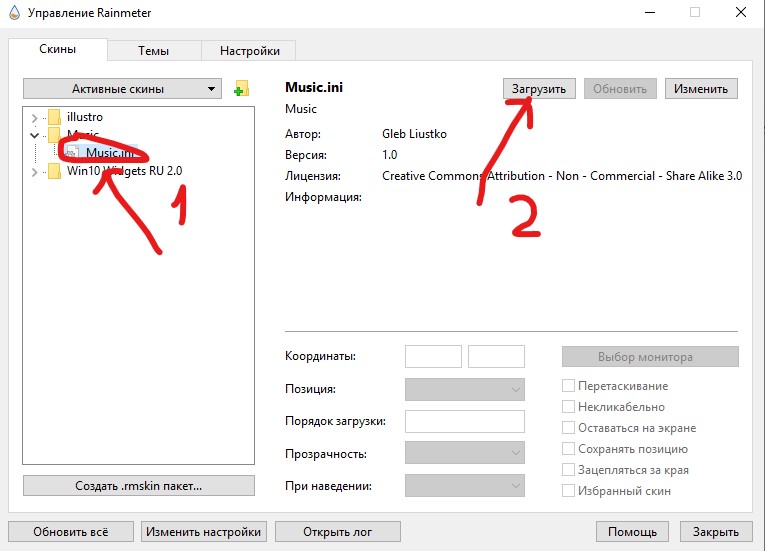 Управление Rainmeter
Скины Темы Настройки
Активные скины
illustro
Music
Music.ini
Win10 Widgets RU 2.0
1
Создать .rmskin пакет...
Music.ini Загрузить Обновить Изменить
Music
Автор: Gleb Liustko
Версия: 1.0
Лицензия: Creative Commons Attribution - Non - Commercial - Share Alike 3.0
Информация:
2
Координаты:
Позиция:
Порядок загрузки:
Прозрачность:
При наведении:
Выбор монитора
Перетаскивание
Некликабельно
Оставаться на экране
Сохранять позицию
Зацепляться за края
Избранный скин
Обновить всё Изменить настройки Открыть лог Помощь Закрыть